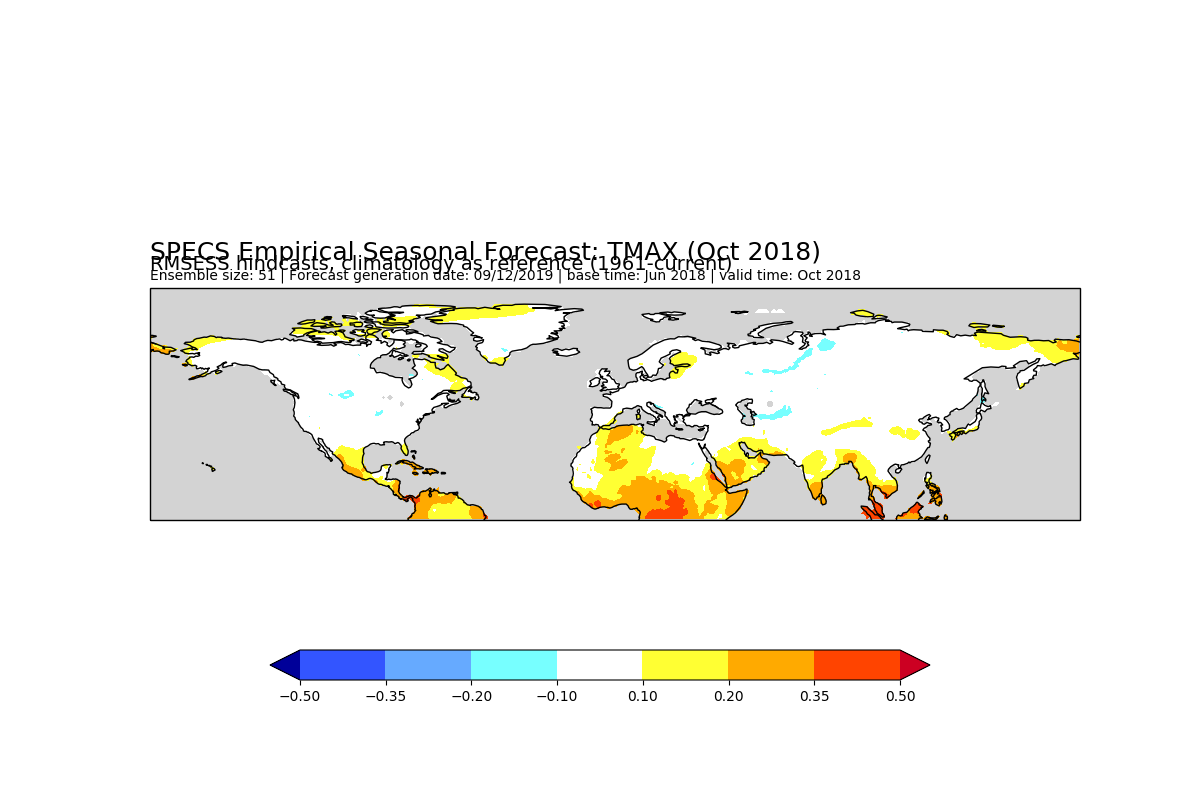 SPECS Empirical Seasonal Forecast: TMAX (Oct 2018)
RMSESS hindcasts, climatology as reference (1961-current)
Ensemble size: 51 | Forecast generation date: 09/12/2019 | base time: Jun 2018 | valid time: Oct 2018
−0.50 −0.35 −0.20 −0.10 0.10 0.20 0.35 0.50